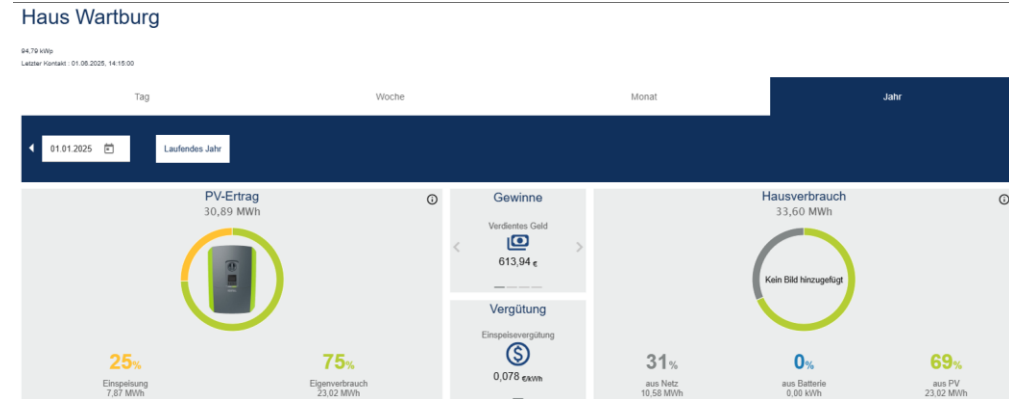 Haus Wartburg
94,79 kWp
Letzter Kontakt : 01.06.2025, 14:15:00
Tag
Woche
Monat
Jahr
01.01.2025
Laufendes Jahr
PV-Ertrag
30,89 MWh
25%
Einspeisung
7,87 MWh
75%
Eigenverbrauch
23,02 MWh
Gewinne
Verdientes Geld
613,94 €
Vergütung
Einspeisevergütung
0,078 €/kWh
Hausverbrauch
33,60 MWh
Kein Bild hinzugefügt
31%
aus Netz
10,58 MWh
0%
aus Batterie
0,00 kWh
69%
aus PV
23,02 MWh